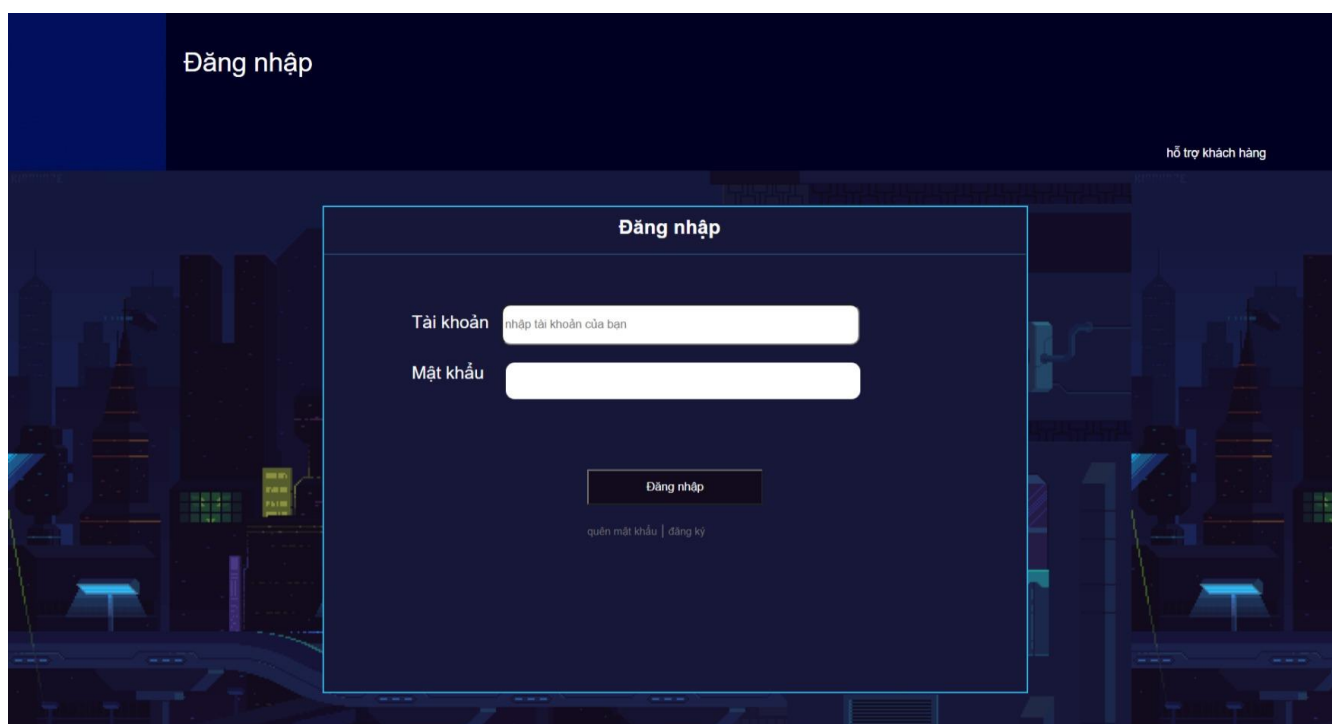 Đăng nhập
hỗ trợ khách hàng
Đăng nhập
Tài khoản nhập tài khoản của bạn
Mật khẩu
Đăng nhập
quên mật khẩu | đăng ký